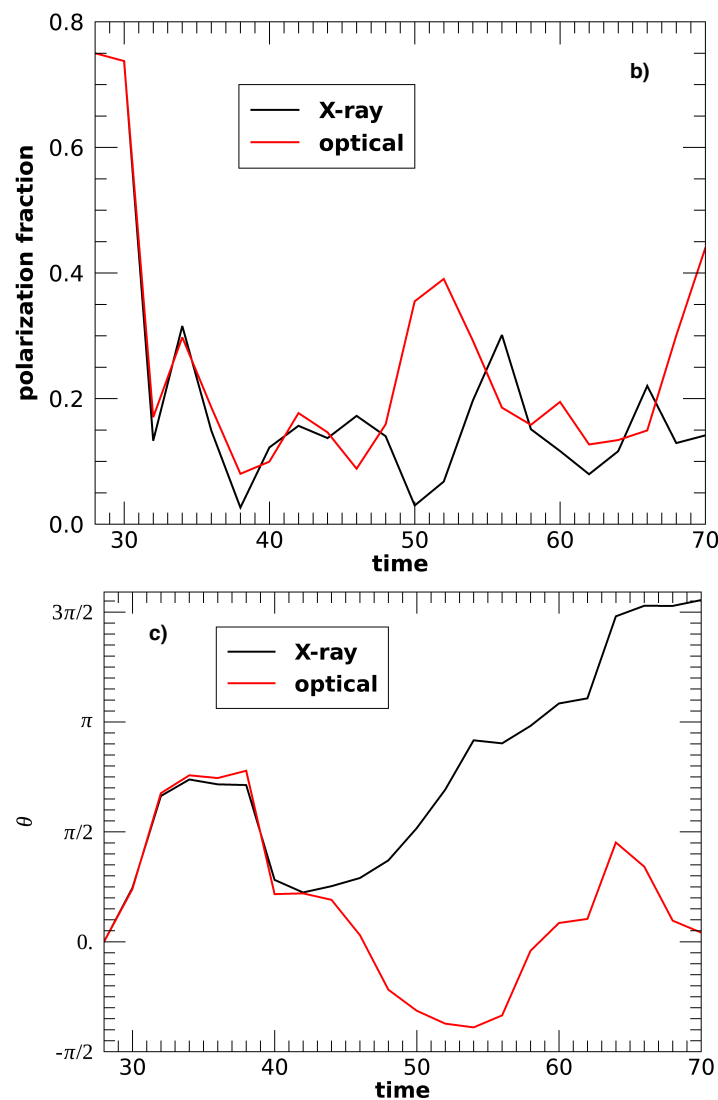 0.8
b)
X-ray
optical
0.6
polarization fraction
0.4
0.2
0.0
30 40 50 60 70
time
3π/2
c)
X-ray
optical
π
θ
π/2
0.
-π/2
30 40 50 60 70
time